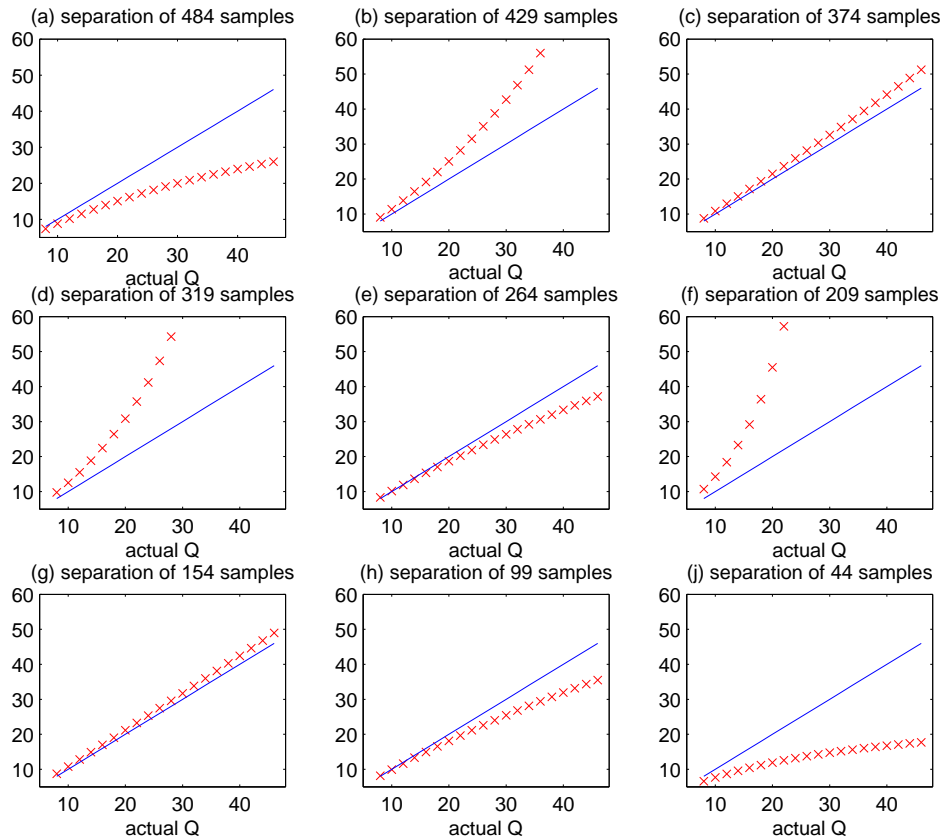 (a) separation of 484 samples
60
50
40
30
20
10
10 20 30 40
actual Q
(b) separation of 429 samples
60
50
40
30
20
10
10 20 30 40
actual Q
(c) separation of 374 samples
60
50
40
30
20
10
10 20 30 40
actual Q
(d) separation of 319 samples
60
50
40
30
20
10
10 20 30 40
actual Q
(e) separation of 264 samples
60
50
40
30
20
10
10 20 30 40
actual Q
(f) separation of 209 samples
60
50
40
30
20
10
10 20 30 40
actual Q
(g) separation of 154 samples
60
50
40
30
20
10
10 20 30 40
actual Q
(h) separation of 99 samples
60
50
40
30
20
10
10 20 30 40
actual Q
(j) separation of 44 samples
60
50
40
30
20
10
10 20 30 40
actual Q